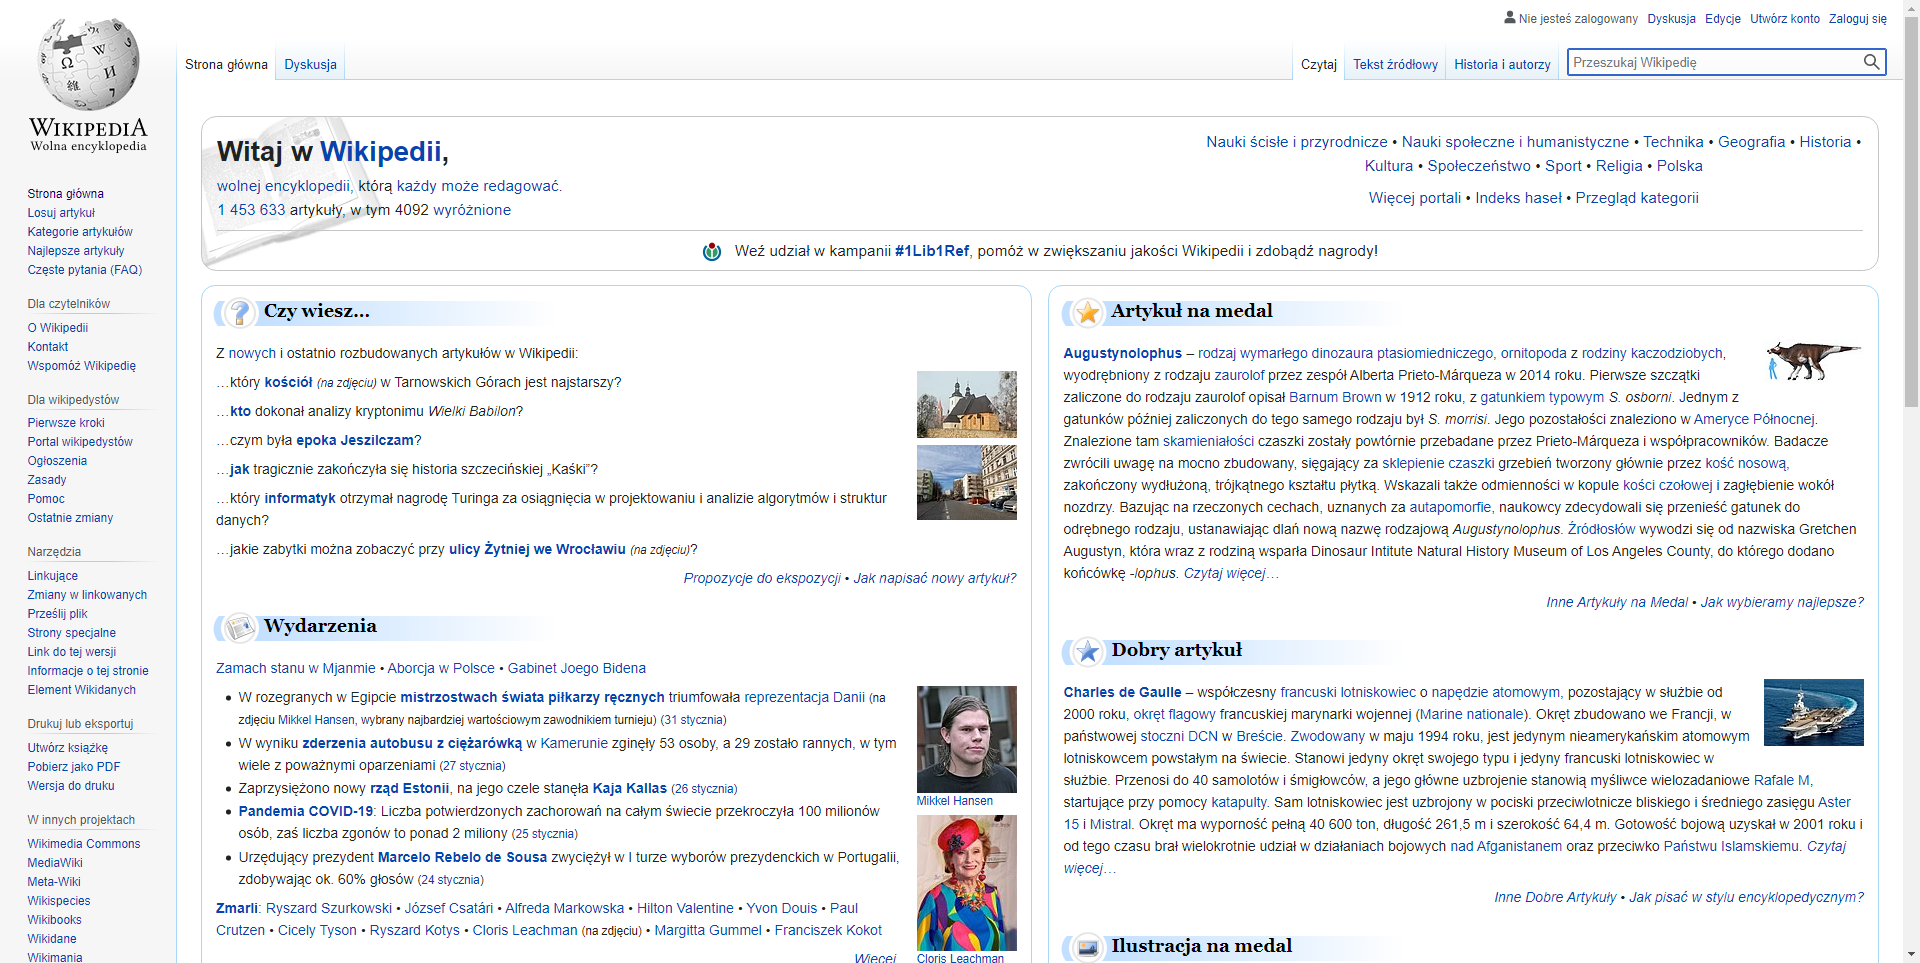 Nie jesteś zalogowany Dyskusja Edycje Utwórz konto Zaloguj się
Strona główna Dyskusja Czytaj Tekst źródłowy Historia i autorzy Przeszukaj Wikipedię
WIKIPEDIA
Wolna encyklopedia
Strona główna
Losuj artykuł
Kategorie artykułów
Najlepsze artykuły
Częste pytania (FAQ)
Dla czytelników
O Wikipedii
Kontakt
Wspomóż Wikipedię
Dla wikipedystów
Pierwsze kroki
Portal wikipedystów
Ogłoszenia
Zasady
Pomoc
Ostatnie zmiany
Narzędzia
Linkujące
Zmiany w linkowanych
Prześlij plik
Strony specjalne
Link do tej wersji
Informacje o tej stronie
Element Wikidanych
Drukuj lub eksportuj
Utwórz książkę
Pobierz jako PDF
Wersja do druku
W innych projektach
Wikimedia Commons
MediaWiki
Meta-Wiki
Wikispecies
Wikibooks
Wikidane
Wikimania
Witaj w Wikipedii,
wolnej encyklopedii, którą każdy może redagować.
1 453 633 artykuły, w tym 4092 wyróżnione
Nauki ścisłe i przyrodnicze • Nauki społeczne i humanistyczne • Technika • Geografia • Historia •
Kultura • Społeczeństwo • Sport • Religia • Polska
Więcej portali • Indeks haseł • Przegląd kategorii
Weź udział w kampanii #1Lib1Ref, pomóż w zwiększaniu jakości Wikipedii i zdobądź nagrody!
Czy wiesz...
Z nowych i ostatnio rozbudowanych artykułów w Wikipedii:
…który kościół (na zdjęciu) w Tarnowskich Górach jest najstarszy?
…kto dokonał analizy kryptonimu Wielki Babilon?
…czym była epoka Jeszilczam?
…jak tragicznie zakończyła się historia szczecińskiej „Kaśki”?
…który informatyk otrzymał nagrodę Turinga za osiągnięcia w projektowaniu i analizie algorytmów i struktur
danych?
…jakie zabytki można zobaczyć przy ulicy Żytniej we Wrocławiu (na zdjęciu)?
Propozycje do ekspozycji • Jak napisać nowy artykuł?
Wydarzenia
Zamach stanu w Mjanmie • Aborcja w Polsce • Gabinet Joego Bidena
• W rozegranych w Egipcie mistrzostwach świata piłkarzy ręcznych triumfowała reprezentacja Danii (na
zdjęciu Mikkel Hansen, wybrany najbardziej wartościowym zawodnikiem turnieju) (31 stycznia)
• W wyniku zderzenia autobusu z ciężarówką w Kamerunie zginęły 53 osoby, a 29 zostało rannych, w tym
wiele z poważnymi oparzeniami (27 stycznia)
• Zaprzysiężono nowy rząd Estonii, na jego czele stanęła Kaja Kallas (26 stycznia)
• Pandemia COVID-19: Liczba potwierdzonych zachorowań na całym świecie przekroczyła 100 milionów
osób, zaś liczba zgonów to ponad 2 miliony (25 stycznia)
• Urzędujący prezydent Marcelo Rebelo de Sousa zwyciężył w I turze wyborów prezydenckich w Portugalii,
zdobywając ok. 60% głosów (24 stycznia)
Mikkel Hansen
Zmarli: Ryszard Szurkowski • József Csatári • Alfreda Markowska • Hilton Valentine • Yvon Douis • Paul
Crutzen • Cicely Tyson • Ryszard Kotys • Cloris Leachman (na zdjęciu) • Margitta Gummel • Franciszek Kokot
Więcej
Cloris Leachman
Artykuł na medal
Augustynolophus – rodzaj wymarłego dinozaura ptasiomiednicznego, ornitopoda z rodziny kaczodziobych,
wyodrębniony z rodzaju zaurolof przez zespół Alberta Prieto-Márqueza w 2014 roku. Pierwsze szczątki
zaliczone do rodzaju zaurolof opisał Barnum Brown w 1912 roku, z gatunkiem typowym S. osborni. Jednym z
gatunków później zaliczonych do tego samego rodzaju był S. morrisi. Jego pozostałości znaleziono w Ameryce Północnej.
Znalezione tam skamieniałości czaszki zostały powtórnie przebadane przez Prieto-Márqueza i współpracowników. Badacze
zwrócili uwagę na mocno zbudowany, sięgający za sklepienie czaszki grzebień tworzony głównie przez kość nosową,
zakończony wydłużoną, trójkątnego kształtu płytką. Wskazali także odmienności w kopule kości czołowej i zagłębienie wokół
nozdrzy. Bazując na rzeczonych cechach, uznanych za autapomorfie, naukowcy zdecydowali się przenieść gatunek do
odrębnego rodzaju, ustanawiając dlań nową nazwę rodzajową Augustynolophus. Źródłosłów wywodzi się od nazwiska Gretchen
Augustyn, która wraz z rodziną wsparła Dinosaur Intitute Natural History Museum of Los Angeles County, do którego dodano
końcówkę -lophus. Czytaj więcej…
Inne Artykuły na Medal • Jak wybieramy najlepsze?
Dobry artykuł
Charles de Gaulle – współczesny francuski lotniskowiec o napędzie atomowym, pozostający w służbie od
2000 roku, okręt flagowy francuskiej marynarki wojennej (Marine nationale). Okręt zbudowano we Francji, w
państwowej stoczni DCN w Breście. Zwodowany w maju 1994 roku, jest jedynym nieamerykańskim atomowym
lotniskowcem powstałym na świecie. Stanowi jedyny okręt swojego typu i jedyny francuski lotniskowiec w
służbie. Przenosi do 40 samolotów i śmigłowców, a jego główne uzbrojenie stanowią myśliwce wielozadaniowe Rafale M,
startujące przy pomocy katapulty. Sam lotniskowiec jest uzbrojony w pociski przeciwlotnicze bliskiego i średniego zasięgu Aster
15 i Mistral. Okręt ma wyporność pełną 40 600 ton, długość 261,5 m i szerokość 64,4 m. Gotowość bojową uzyskał w 2001 roku i
od tego czasu brał wielokrotnie udział w działaniach bojowych nad Afganistanem oraz przeciwko Państwu Islamskiemu. Czytaj
więcej…
Inne Dobre Artykuły • Jak pisać w stylu encyklopedycznym?
Ilustracja na medal